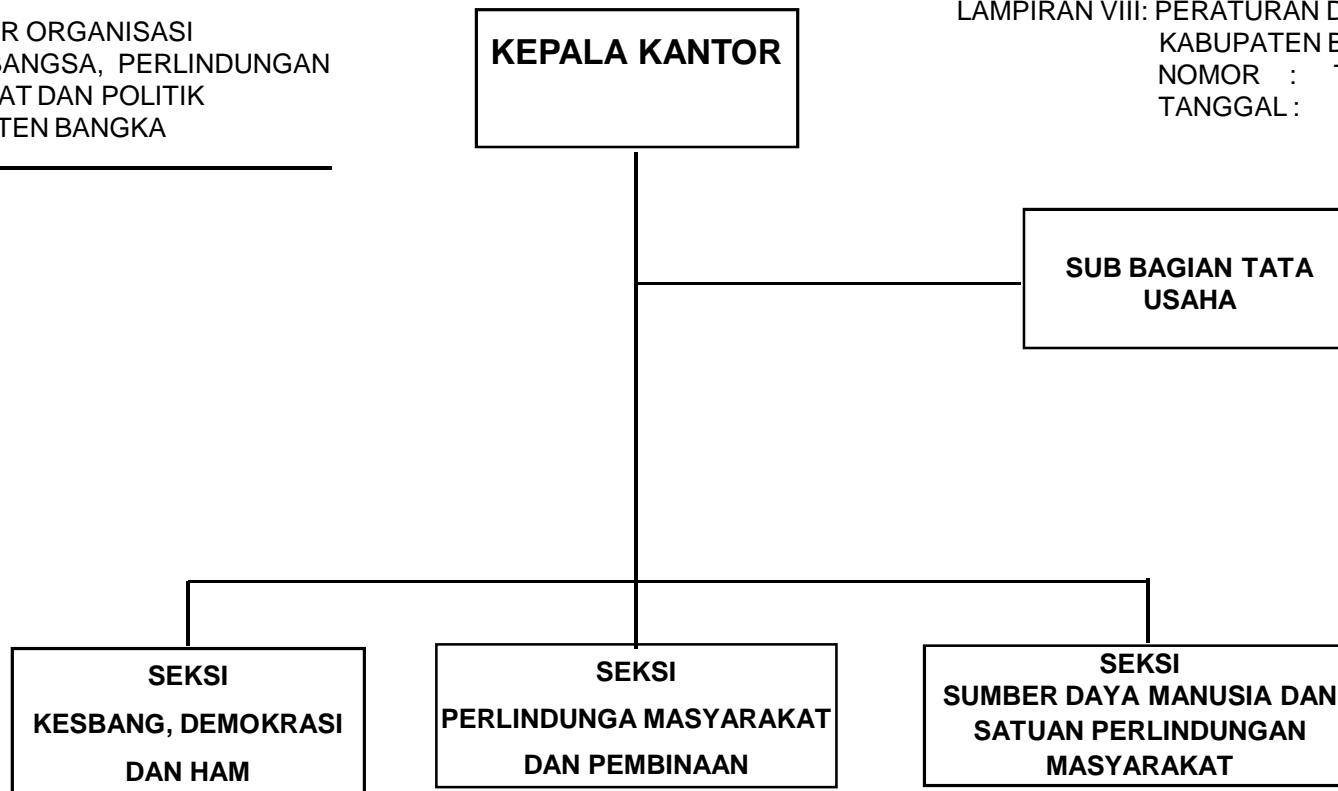 R ORGANISASI
BANGSA, PERLINDUNGAN
AT DAN POLITIK
TEN BANGKA
KEPALA KANTOR
LAMPIRAN VIII: PERATURAN D
KABUPATEN B
NOMOR :
TANGGAL :
SUB BAGIAN TATA
USAHA
SEKSI
KESBANG, DEMOKRASI
DAN HAM
SEKSI
PERLINDUNGA MASYARAKAT
DAN PEMBINAAN
SEKSI
SUMBER DAYA MANUSIA DAN
SATUAN PERLINDUNGAN
MASYARAKAT